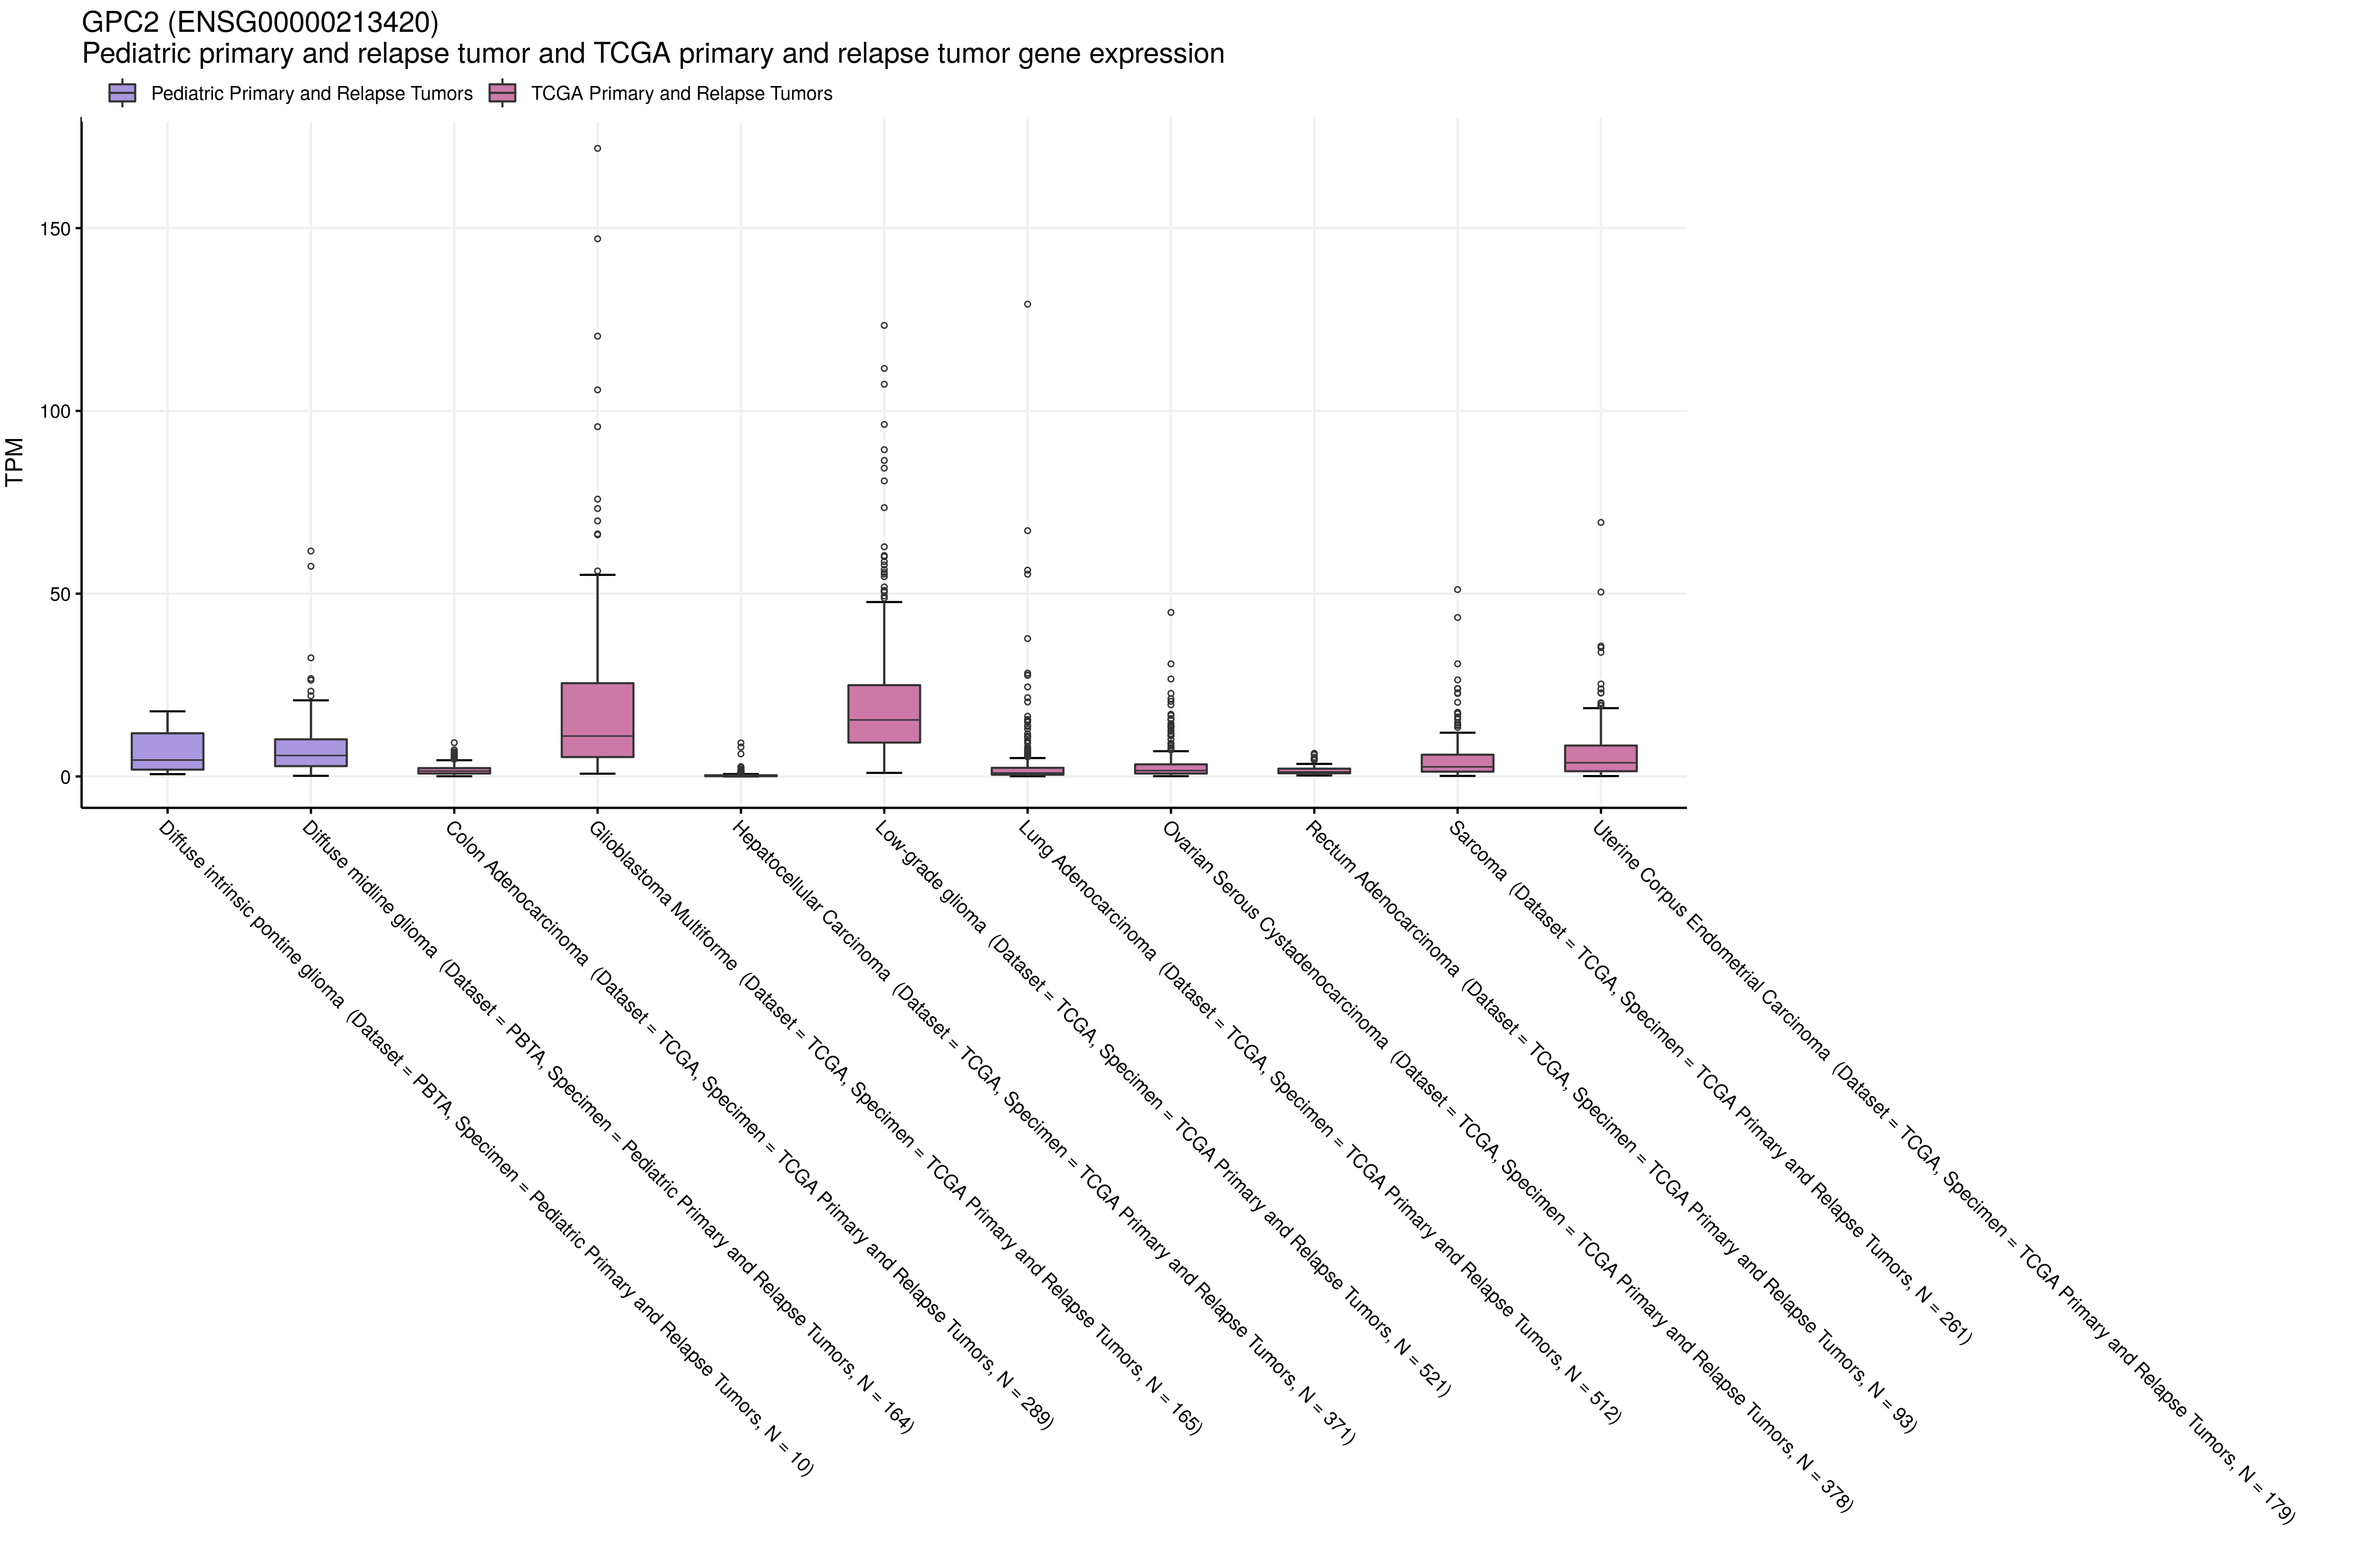 GPC2 (ENSG00000213420)
Pediatric primary and relapse tumor and TCGA primary and relapse tumor gene expression
Pediatric Primary and Relapse Tumors
TCGA Primary and Relapse Tumors
TPM
150
100
50
0
Diffuse intrinsic pontine glioma (Dataset = PBTA, Specimen = Pediatric Primary and Relapse Tumors, N = 10)
Diffuse midline glioma (Dataset = PBTA, Specimen = Pediatric Primary and Relapse Tumors, N = 164)
Colon Adenocarcinoma (Dataset = TCGA, Specimen = TCGA Primary and Relapse Tumors, N = 289)
Glioblastoma Multiforme (Dataset = TCGA, Specimen = TCGA Primary and Relapse Tumors, N = 165)
Hepatocellular Carcinoma (Dataset = TCGA, Specimen = TCGA Primary and Relapse Tumors, N = 371)
Low-grade glioma (Dataset = TCGA, Specimen = TCGA Primary and Relapse Tumors, N = 521)
Lung Adenocarcinoma (Dataset = TCGA, Specimen = TCGA Primary and Relapse Tumors, N = 512)
Ovarian Serous Cystadenocarcinoma (Dataset = TCGA, Specimen = TCGA Primary and Relapse Tumors, N = 378)
Rectum Adenocarcinoma (Dataset = TCGA, Specimen = TCGA Primary and Relapse Tumors, N = 93)
Sarcoma (Dataset = TCGA, Specimen = TCGA Primary and Relapse Tumors, N = 261)
Uterine Corpus Endometrial Carcinoma (Dataset = TCGA, Specimen = TCGA Primary and Relapse Tumors, N = 179)